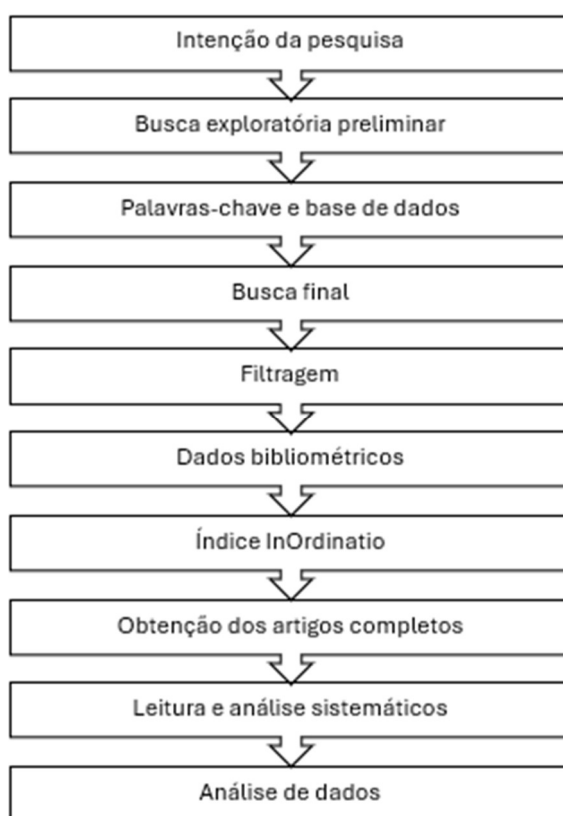 Intenção da pesquisa
Busca exploratória preliminar
Palavras-chave e base de dados
Busca final
Filtragem
Dados bibliométricos
Índice InOrdinatio
Obtenção dos artigos completos
Leitura e análise sistemáticos
Análise de dados